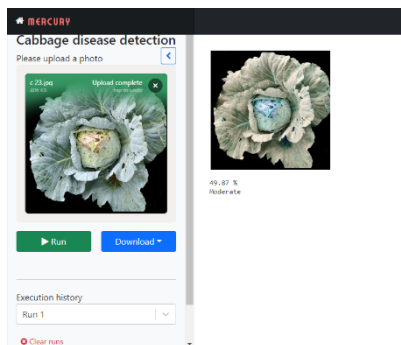 MERCURY
Cabbage disease detection
Please upload a photo
c 23.jpg
Upload complete
Run
Download
Execution history
Run 1
Clear runs
49.87 %
Moderate